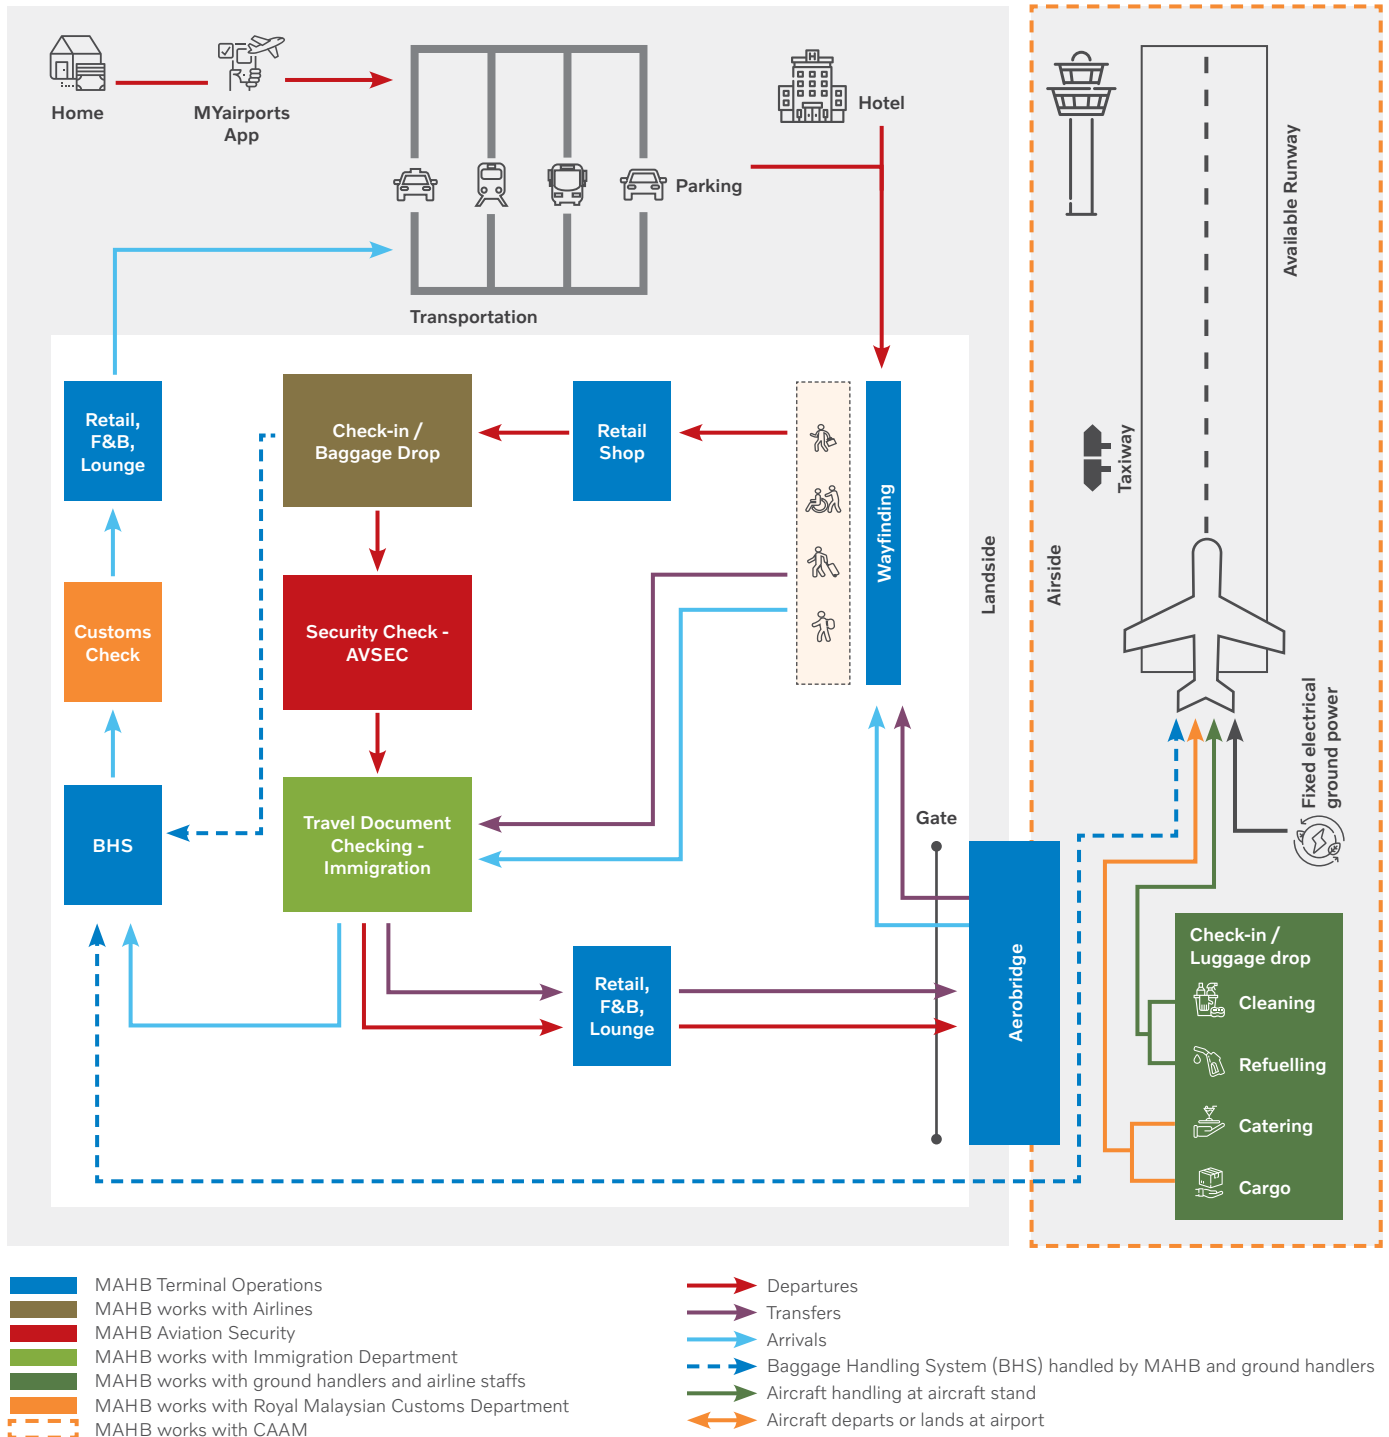 Home
MYairports
App
Hotel
Parking
Transportation
Retail,
F&B,
Lounge
Check-in /
Baggage Drop
Retail
Shop
Wayfinding
Customs
Check
Security Check -
AVSEC
BHS
Travel Document
Checking -
Immigration
Retail,
F&B,
Lounge
Gate
Aerobridge
Landside
Airside
Available Runway
Taxiway
Fixed electrical
ground power
Check-in /
Luggage drop
Cleaning
Refuelling
Catering
Cargo
MAHB Terminal Operations
MAHB works with Airlines
MAHB Aviation Security
MAHB works with Immigration Department
MAHB works with ground handlers and airline staffs
MAHB works with Royal Malaysian Customs Department
MAHB works with CAAM
Departures
Transfers
Arrivals
Baggage Handling System (BHS) handled by MAHB and ground handlers
Aircraft handling at aircraft stand
Aircraft departs or lands at airport